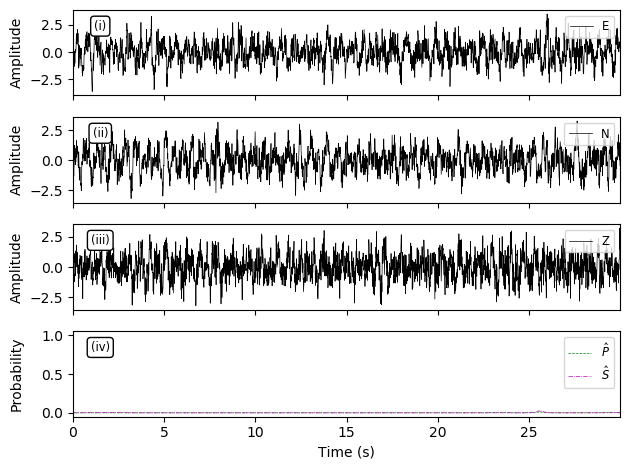 Amplitude
2.5
0.0
−2.5
(i)
E
Amplitude
2.5
0.0
−2.5
(ii)
N
Amplitude
2.5
0.0
−2.5
(iii)
Z
Probability
1.0
0.5
0.0
(iv)
P̂
Ŝ
0 5 10 15 20 25
Time (s)